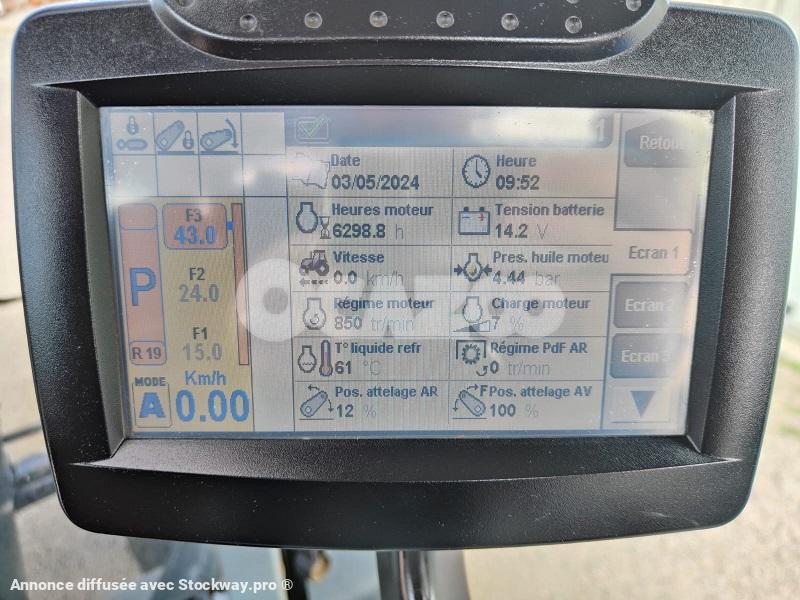 1
Retour
Date
03/05/2024
Heure
09:52
Heures moteur
6298.8 h
Tension batterie
14.2 V
Vitesse
0.0 km/h
Pres. huile moteu
4.44 bar
Régime moteur
850 tr/min
Charge moteur
7 %
T° liquide refr
61 °C
Régime PdF AR
0 tr/min
Pos. attelage AR
12 %
F
Pos. attelage AV
100 %
Ecran 1
Ecran 2
Ecran 3
P
R 19
F3
43.0
F2
24.0
F1
15.0
MODE
A
Km/h
0.00
Annonce diffusée avec Stockway.pro ®